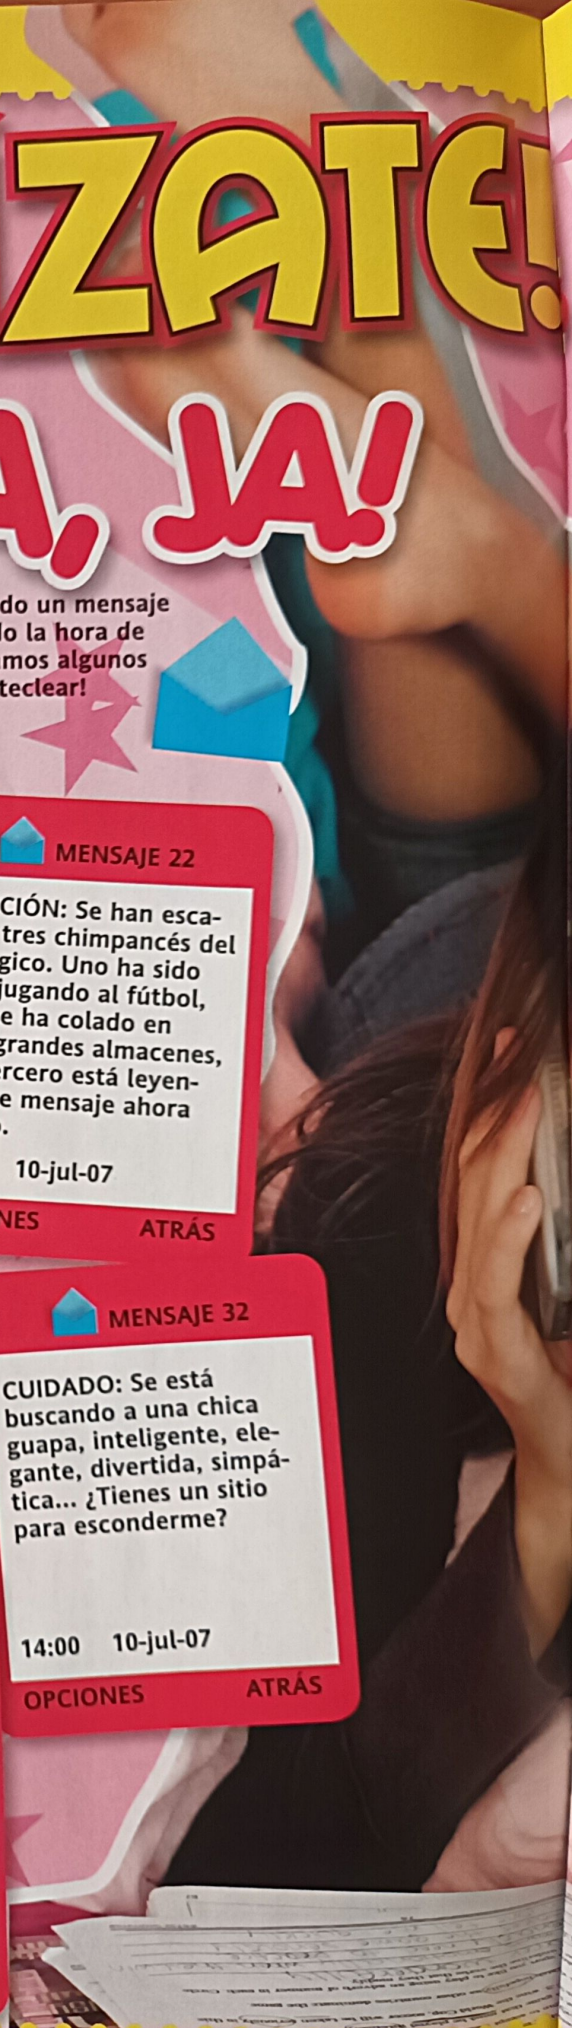 ZATE!
A, JA!
do un mensaje
lo la hora de
mos algunos
teclear!
MENSAJE 22
CIÓN: Se han esca-
tres chimpancés del
gico. Uno ha sido
jugando al fútbol,
e ha colado en
grandes almacenes,
rcero está leyen-
e mensaje ahora
.
10-jul-07
NES ATRÁS
MENSAJE 32
CUIDADO: Se está
buscando a una chica
guapa, inteligente, ele-
gante, divertida, simpá-
tica... ¿Tienes un sitio
para esconderme?
14:00 10-jul-07
OPCIONES ATRÁS